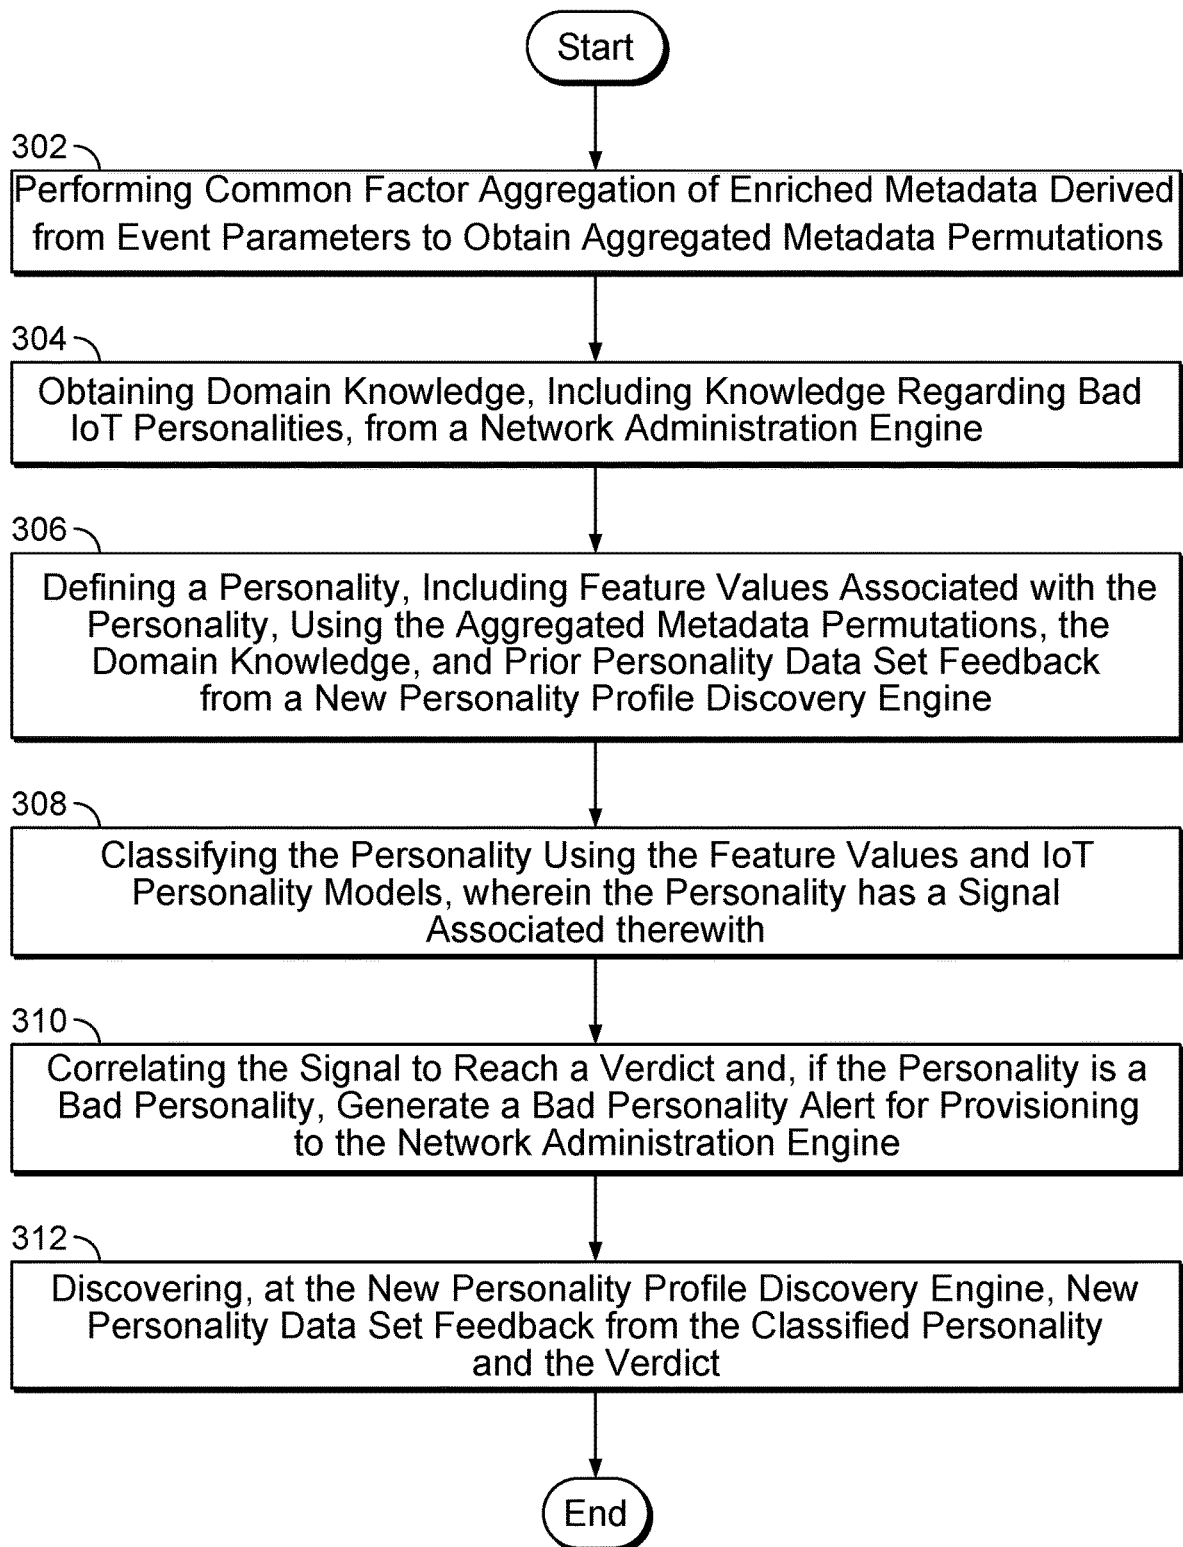 Start
302
Performing Common Factor Aggregation of Enriched Metadata Derived
from Event Parameters to Obtain Aggregated Metadata Permutations
304
Obtaining Domain Knowledge, Including Knowledge Regarding Bad
IoT Personalities, from a Network Administration Engine
306
Defining a Personality, Including Feature Values Associated with the
Personality, Using the Aggregated Metadata Permutations, the
Domain Knowledge, and Prior Personality Data Set Feedback
from a New Personality Profile Discovery Engine
308
Classifying the Personality Using the Feature Values and IoT
Personality Models, wherein the Personality has a Signal
Associated therewith
310
Correlating the Signal to Reach a Verdict and, if the Personality is a
Bad Personality, Generate a Bad Personality Alert for Provisioning
to the Network Administration Engine
312
Discovering, at the New Personality Profile Discovery Engine, New
Personality Data Set Feedback from the Classified Personality
and the Verdict
End